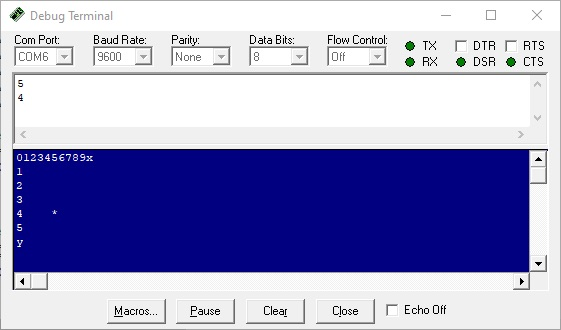 Debug Terminal
Com Port: Baud Rate: Parity: Data Bits: Flow Control:
COM6 9600 None 8 Off
TX DTR RTS
RX DSR CTS
5
4
0123456789x
1
2
3
4    *
5
y
Macros... Pause Clear Close Echo Off